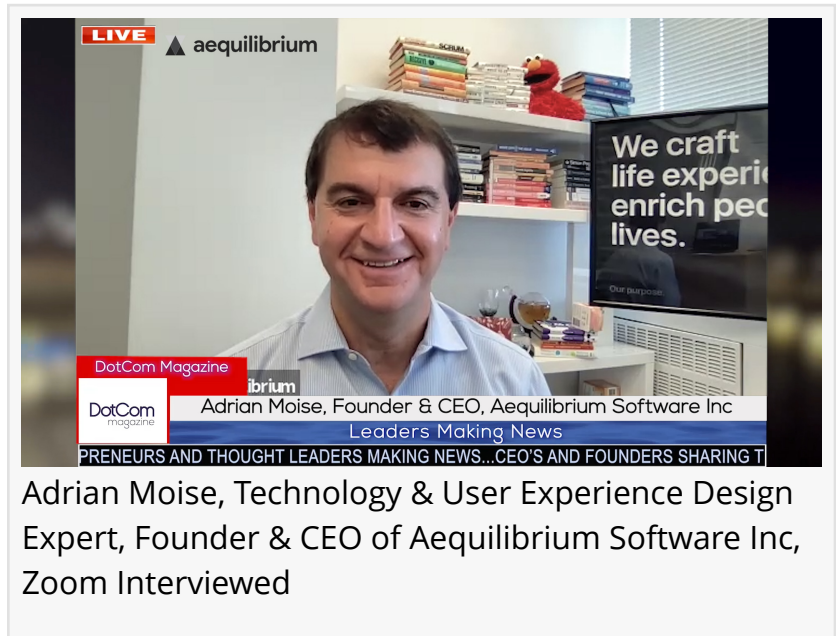 LIVE
aequilibrium
SCRUM
We craft
life experie
enrich peo
lives.
Our purpose.
DotCom Magazine
ibrium
DotCom
magazine
Adrian Moise, Founder & CEO, Aequilibrium Software Inc
Leaders Making News
PRENEURS AND THOUGHT LEADERS MAKING NEWS...CEO'S AND FOUNDERS SHARING T
Adrian Moise, Technology & User Experience Design
Expert, Founder & CEO of Aequilibrium Software Inc,
Zoom Interviewed